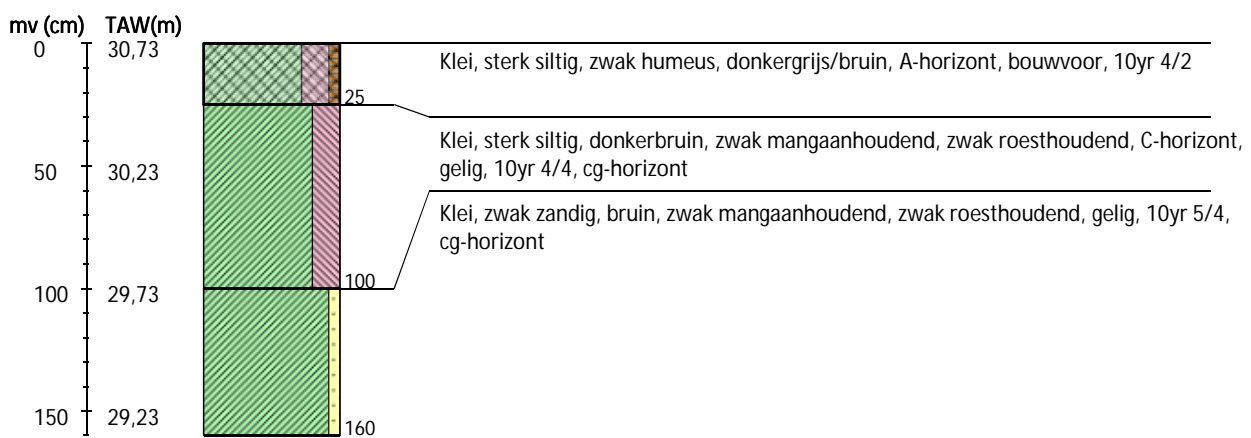 mv (cm) TAW(m)
0 30,73
Klei, sterk siltig, zwak humeus, donkergrijs/bruin, A-horizont, bouwvoor, 10yr 4/2
25
Klei, sterk siltig, donkerbruin, zwak mangaanhoudend, zwak roesthoudend, C-horizont,
gelig, 10yr 4/4, cg-horizont
50 30,23
Klei, zwak zandig, bruin, zwak mangaanhoudend, zwak roesthoudend, gelig, 10yr 5/4,
cg-horizont
100
100 29,73
150 29,23
160